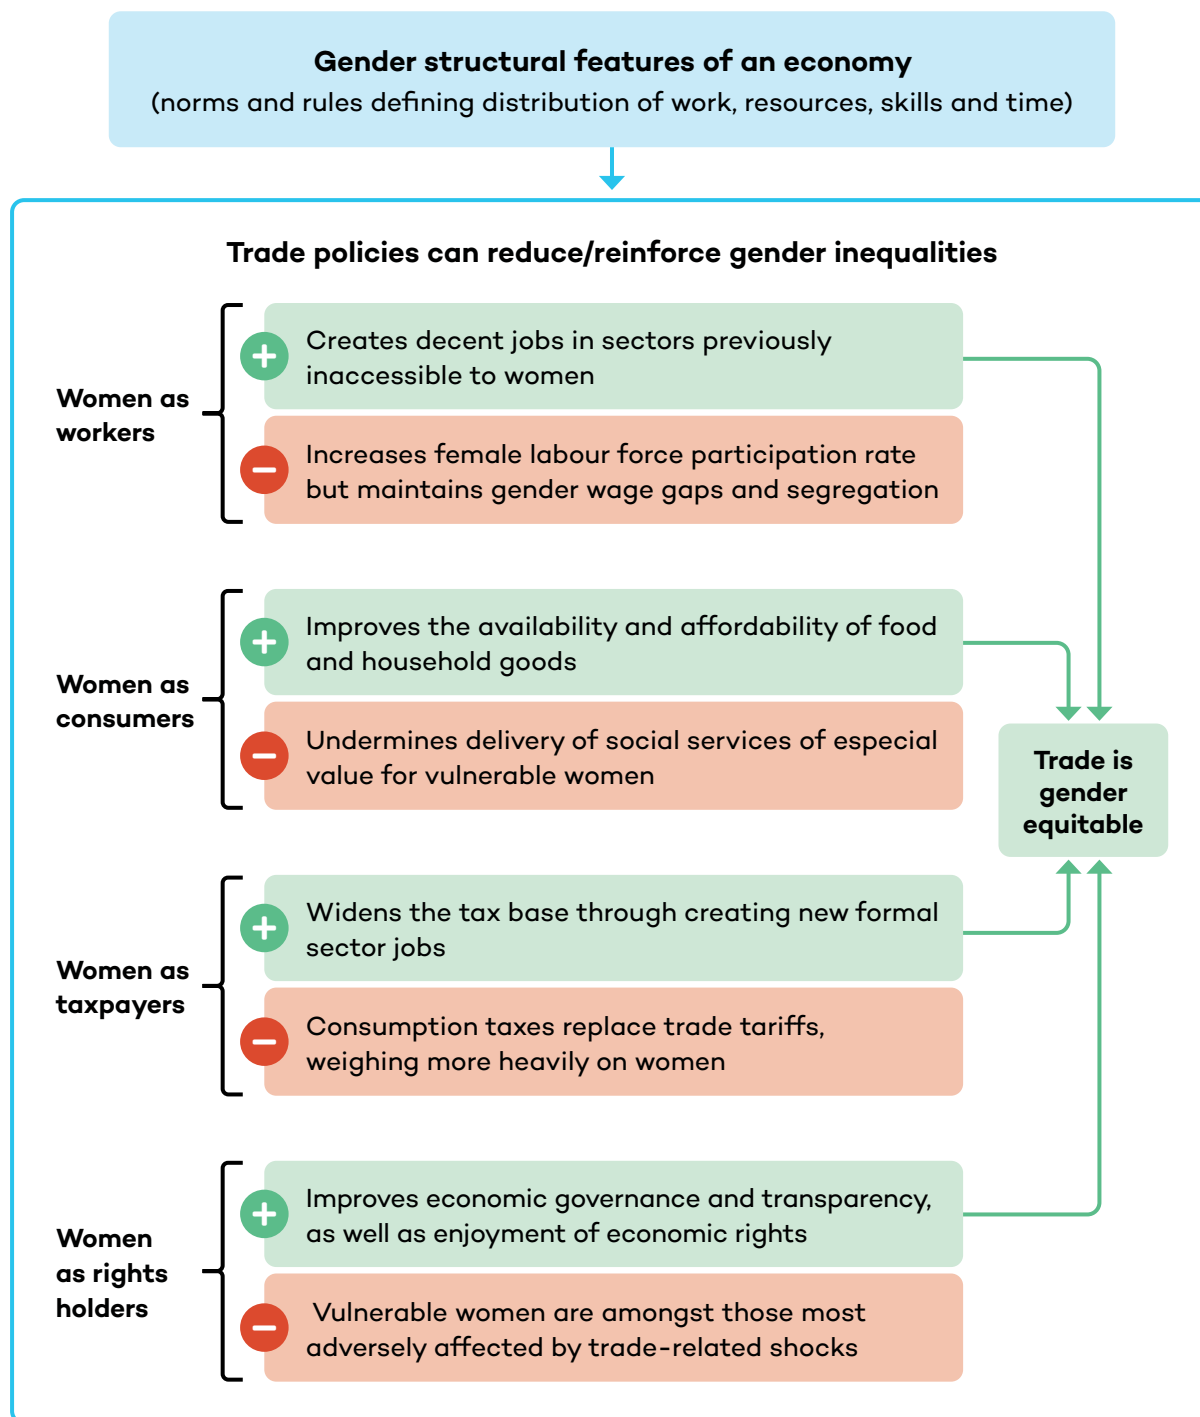 Gender structural features of an economy
(norms and rules defining distribution of work, resources, skills and time)
Trade policies can reduce/reinforce gender inequalities
Women as
workers
Creates decent jobs in sectors previously
inaccessible to women
Increases female labour force participation rate
but maintains gender wage gaps and segregation
Women as
consumers
Improves the availability and affordability of food
and household goods
Undermines delivery of social services of especial
value for vulnerable women
Women as
taxpayers
Widens the tax base through creating new formal
sector jobs
Consumption taxes replace trade tariffs,
weighing more heavily on women
Women
as rights
holders
Improves economic governance and transparency,
as well as enjoyment of economic rights
Vulnerable women are amongst those most
adversely affected by trade-related shocks
Trade is
gender
equitable